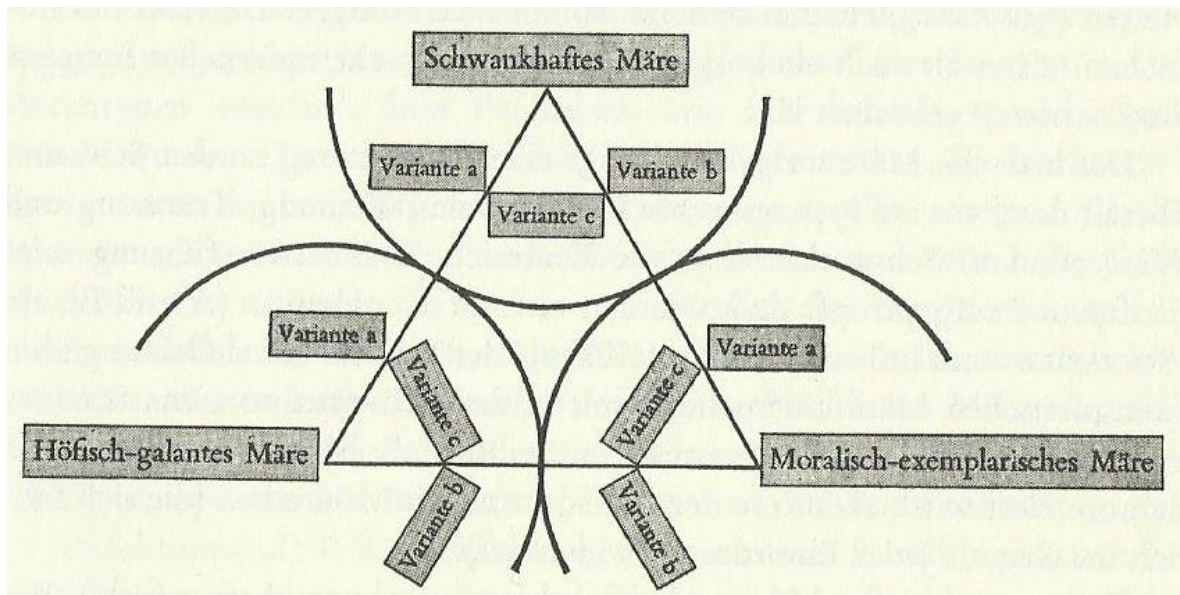 Schwankhaftes Märe
Variante a
Variante b
Variante c
Variante a
Variante a
Variante c
Variante c
Höfisch-galantes Märe
Moralisch-exemplarisches Märe
Variante b
Variante b